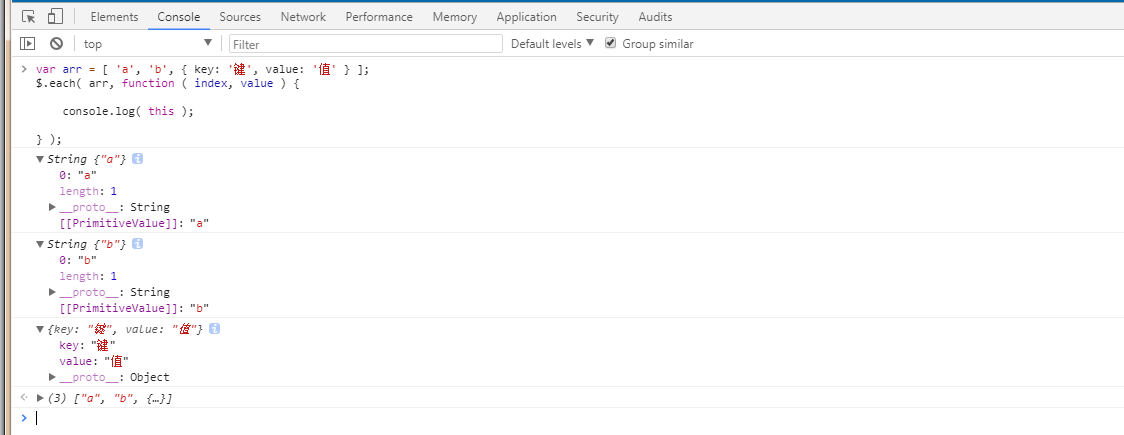 Elements Console Sources Network Performance Memory Application Security Audits
top Filter Default levels Group similar
var arr = [ 'a', 'b', { key: '键', value: '值' } ];
$.each( arr, function ( index, value ) {
console.log( this );
} );
String {"a"}
0: "a"
length: 1
__proto__: String
[[PrimitiveValue]]: "a"
String {"b"}
0: "b"
length: 1
__proto__: String
[[PrimitiveValue]]: "b"
{key: "键", value: "值"}
key: "键"
value: "值"
__proto__: Object
(3) ["a", "b", {…}]